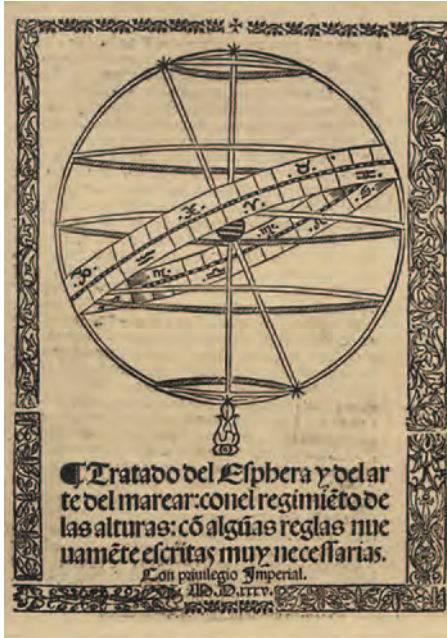 ¶Tratado del Esphera y del ar
te del marear: con el regimiẽto de
las alturas: cõ algũas reglas nue
uamẽte escritas muy necessarias.
Con priuilegio Imperial.
M.D.xxxv.